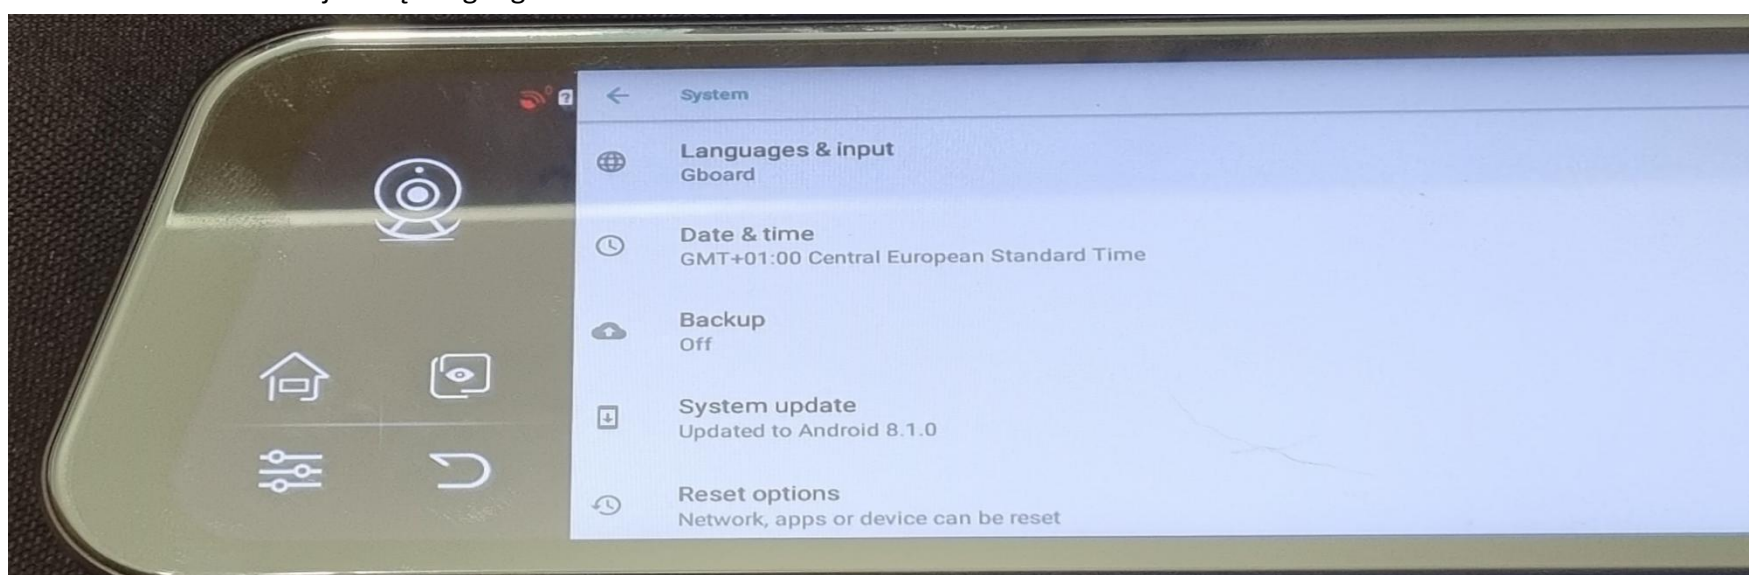 System
Languages & input
Gboard
Date & time
GMT+01:00 Central European Standard Time
Backup
Off
System update
Updated to Android 8.1.0
Reset options
Network, apps or device can be reset